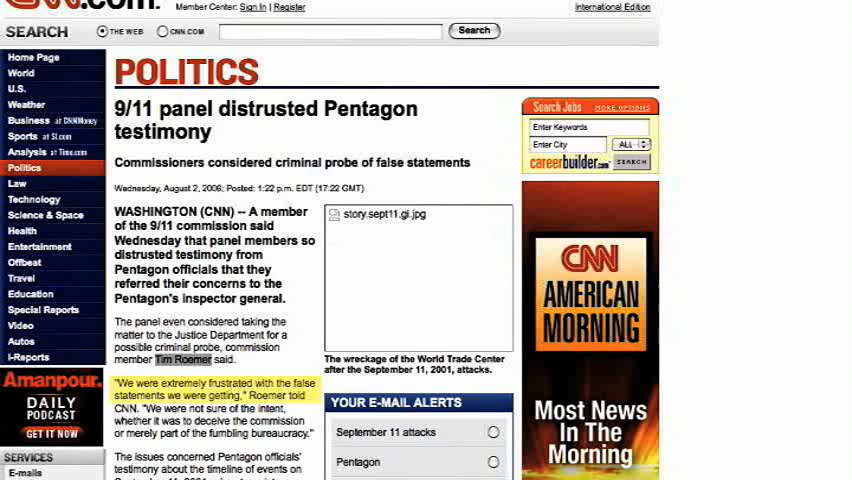 CNN.com
Member Center: Sign In | Register
International Edition
SEARCH
THE WEB
CNN.COM
Search
Home Page
World
U.S.
Weather
Business at CNNMoney
Sports at SI.com
Analysis at Time.com
Politics
Law
Technology
Science & Space
Health
Entertainment
Offbeat
Travel
Education
Special Reports
Video
Autos
I-Reports
Amanpour.
DAILY
PODCAST
GET IT NOW
SERVICES
E-mails
POLITICS
9/11 panel distrusted Pentagon
testimony
Commissioners considered criminal probe of false statements
Wednesday, August 2, 2006; Posted: 1:22 p.m. EDT (17:22 GMT)
WASHINGTON (CNN) -- A member
of the 9/11 commission said
Wednesday that panel members so
distrusted testimony from
Pentagon officials that they
referred their concerns to the
Pentagon's inspector general.
The panel even considered taking the
matter to the Justice Department for a
possible criminal probe, commission
member Tim Roemer said.
"We were extremely frustrated with the false
statements we were getting," Roemer told
CNN. "We were not sure of the intent,
whether it was to deceive the commission
or merely part of the fumbling bureaucracy."
The issues concerned Pentagon officials'
testimony about the timeline of events on
story.sept11.gi.jpg
The wreckage of the World Trade Center
after the September 11, 2001, attacks.
YOUR E-MAIL ALERTS
September 11 attacks
Pentagon
Search Jobs
MORE OPTIONS
Enter Keywords
Enter City
ALL
careerbuilder.com
SEARCH
CNN
AMERICAN
MORNING
Most News
In The
Morning